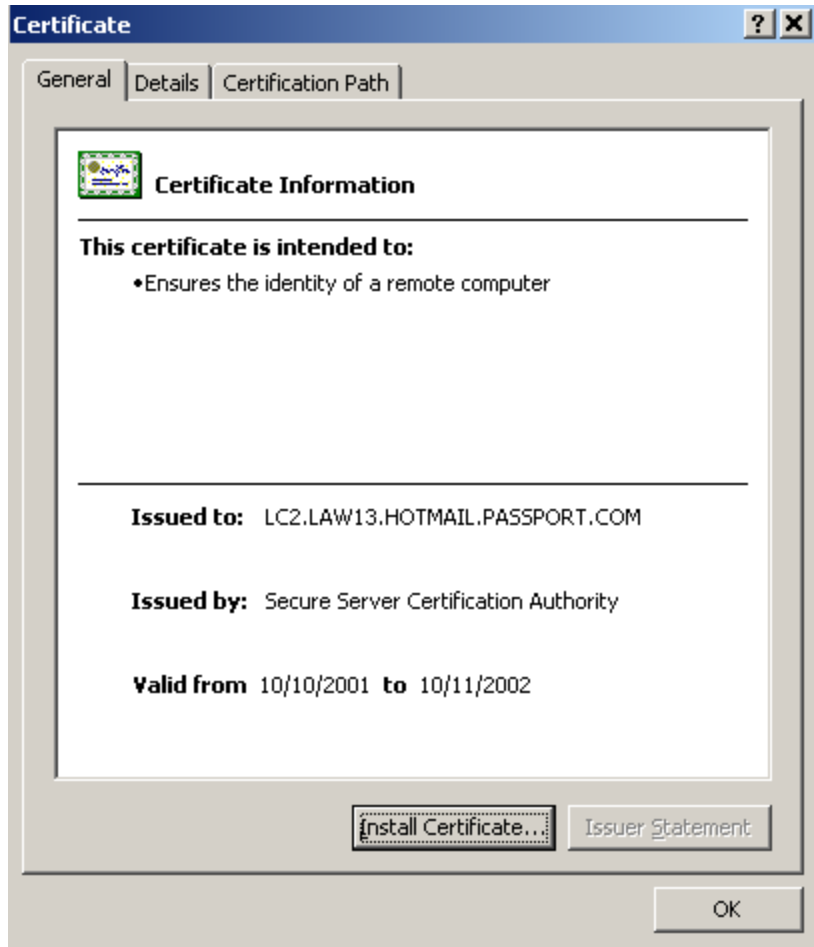 Certificate
General Details Certification Path
Certificate Information
This certificate is intended to:
•Ensures the identity of a remote computer
Issued to: LC2.LAW13.HOTMAIL.PASSPORT.COM
Issued by: Secure Server Certification Authority
Valid from 10/10/2001 to 10/11/2002
Install Certificate... Issuer Statement
OK